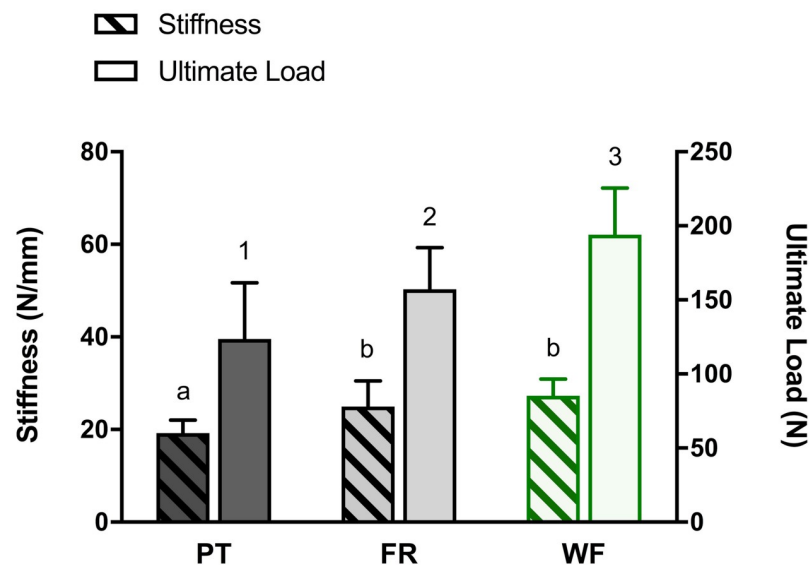 Stiffness
Ultimate Load
80
60
40
20
0
Stiffness (N/mm)
250
200
150
100
50
0
Ultimate Load (N)
a
1
b
2
b
3
PT
FR
WF